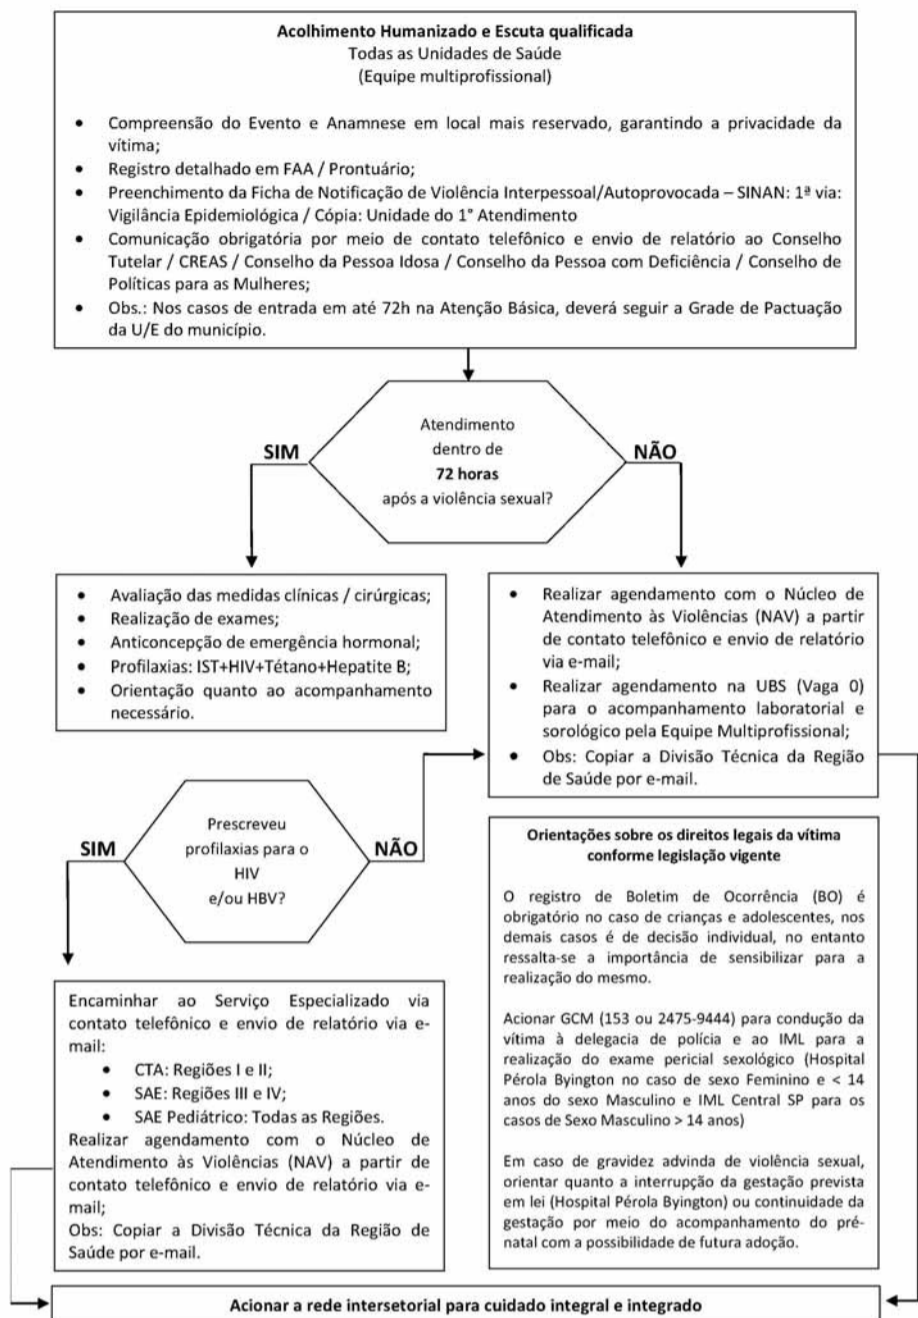 Acolhimento Humanizado e Escuta qualificada
Todas as Unidades de Saúde
(Equipe multiprofissional)
• Compreensão do Evento e Anamnese em local mais reservado, garantindo a privacidade da
vítima;
• Registro detalhado em FAA / Prontuário;
• Preenchimento da Ficha de Notificação de Violência Interpessoal/Autoprovocada – SINAN: 1ª via:
Vigilância Epidemiológica / Cópia: Unidade do 1° Atendimento
• Comunicação obrigatória por meio de contato telefônico e envio de relatório ao Conselho
Tutelar / CREAS / Conselho da Pessoa Idosa / Conselho da Pessoa com Deficiência / Conselho de
Políticas para as Mulheres;
• Obs.: Nos casos de entrada em até 72h na Atenção Básica, deverá seguir a Grade de Pactuação
da U/E do município.
Atendimento
dentro de
72 horas
após a violência sexual?
SIM
NÃO
• Avaliação das medidas clínicas / cirúrgicas;
• Realização de exames;
• Anticoncepção de emergência hormonal;
• Profilaxias: IST+HIV+Tétano+Hepatite B;
• Orientação quanto ao acompanhamento
necessário.
• Realizar agendamento com o Núcleo de
Atendimento às Violências (NAV) a partir
de contato telefônico e envio de relatório
via e-mail;
• Realizar agendamento na UBS (Vaga 0)
para o acompanhamento laboratorial e
sorológico pela Equipe Multiprofissional;
• Obs: Copiar a Divisão Técnica da Região
de Saúde por e-mail.
Prescreveu
profilaxias para o
HIV
e/ou HBV?
SIM
NÃO
Encaminhar ao Serviço Especializado via
contato telefônico e envio de relatório via e-
mail:
• CTA: Regiões I e II;
• SAE: Regiões III e IV;
• SAE Pediátrico: Todas as Regiões.
Realizar agendamento com o Núcleo de
Atendimento às Violências (NAV) a partir de
contato telefônico e envio de relatório via e-
mail;
Obs: Copiar a Divisão Técnica da Região de
Saúde por e-mail.
Orientações sobre os direitos legais da vítima
conforme legislação vigente
O registro de Boletim de Ocorrência (BO) é
obrigatório no caso de crianças e adolescentes, nos
demais casos é de decisão individual, no entanto
ressalta-se a importância de sensibilizar para a
realização do mesmo.
Acionar GCM (153 ou 2475-9444) para condução da
vítima à delegacia de polícia e ao IML para a
realização do exame pericial sexológico (Hospital
Pérola Byington no caso de sexo Feminino e < 14
anos do sexo Masculino e IML Central SP para os
casos de Sexo Masculino > 14 anos)
Em caso de gravidez advinda de violência sexual,
orientar quanto a interrupção da gestação prevista
em lei (Hospital Pérola Byington) ou continuidade da
gestação por meio do acompanhamento do pré-
natal com a possibilidade de futura adoção.
Acionar a rede intersetorial para cuidado integral e integrado